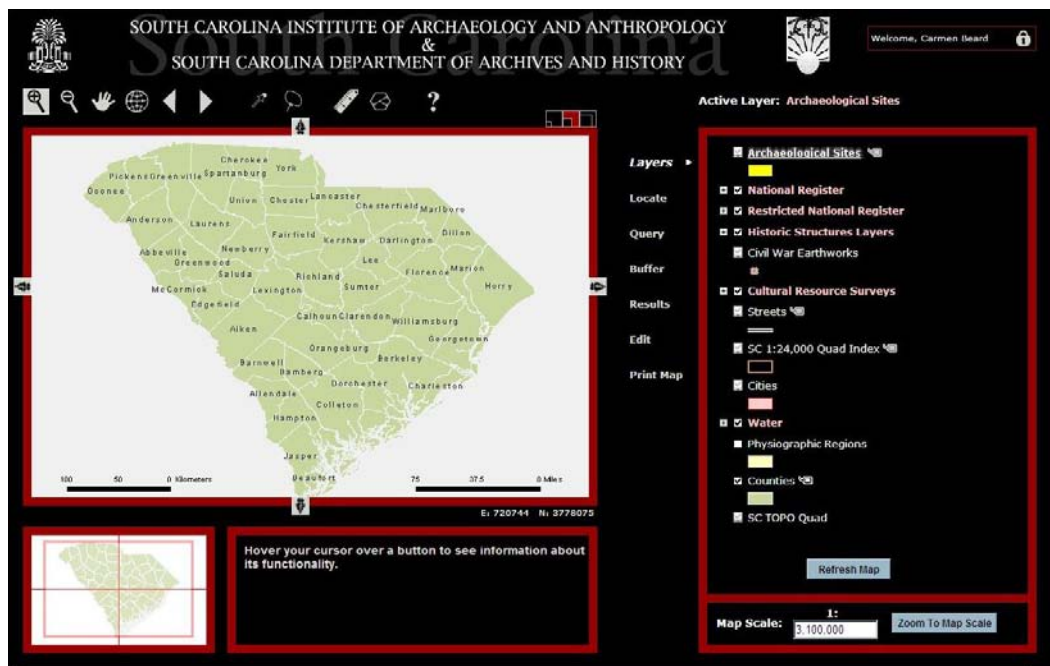 SOUTH CAROLINA INSTITUTE OF ARCHAEOLOGY AND ANTHROPOLOGY
&
SOUTH CAROLINA DEPARTMENT OF ARCHIVES AND HISTORY
South Carolina
Welcome, Carmen Beard
?
Active Layer: Archaeological Sites
Cherokee
York
Pickens Greenville Spartanburg
Oconee
Union Chester Lancaster
Chesterfield Marlboro
Anderson Laurens
Fairfield Kershaw Darlington Dillon
Abbeville Newberry
Greenwood Lee
Saluda Richland Florence Marion
McCormick Lexington Sumter Horry
Edgefield
Calhoun Clarendon Williamsburg
Aiken
Orangeburg Georgetown
Barnwell Berkeley
Bamberg
Dorchester Charleston
Allendale
Colleton
Hampton
Jasper
Beaufort
100 50 0 Kilometers
75 37.5 0 Miles
E: 720744 N: 3778075
Layers
Locate
Query
Buffer
Results
Edit
Print Map
Archaeological Sites
National Register
Restricted National Register
Historic Structures Layers
Civil War Earthworks
Cultural Resource Surveys
Streets
SC 1:24,000 Quad Index
Cities
Water
Physiographic Regions
Counties
SC TOPO Quad
Refresh Map
Hover your cursor over a button to see information about
its functionality.
Map Scale: 1: 3,100,000 Zoom To Map Scale